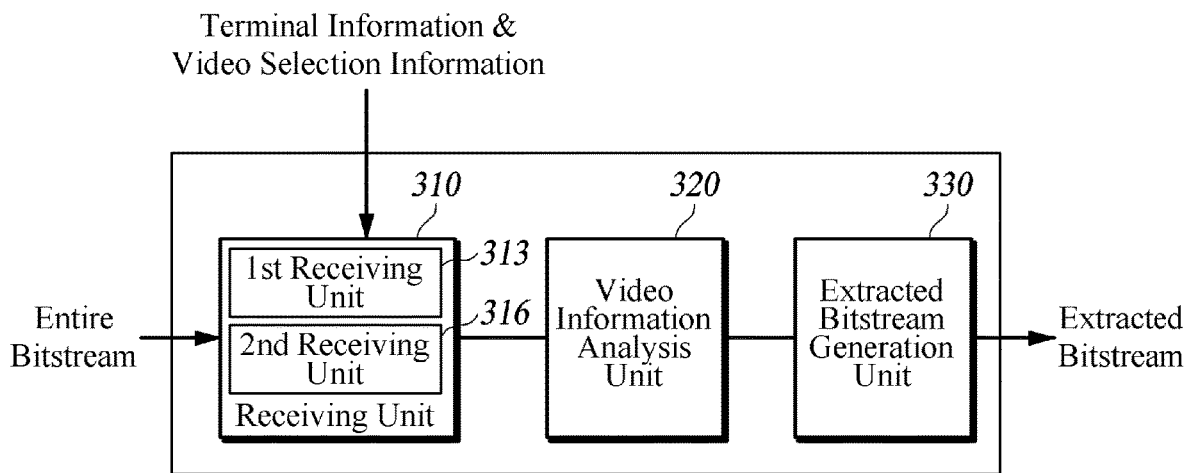 Terminal Information &
Video Selection Information
310
320
330
1st Receiving
Unit
313
2nd Receiving
Unit
316
Receiving Unit
Entire
Bitstream
Video
Information
Analysis
Unit
Extracted
Bitstream
Generation
Unit
Extracted
Bitstream